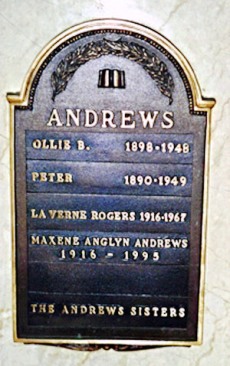 ANDREWS
OLLIE B. 1898-1948
PETER 1890-1949
LA VERNE ROGERS 1916-1967
MAXENE ANGLYN ANDREWS
1916 - 1995
THE ANDREWS SISTERS